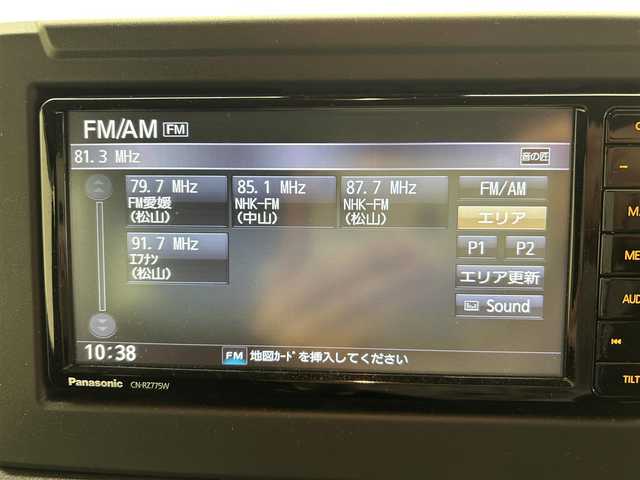 FM/AM FM
81.3 MHz 音の匠
79.7 MHz 85.1 MHz 87.7 MHz FM/AM
FM愛媛 NHK-FM NHK-FM
(松山) (中山) (松山) エリア
91.7 MHz P1 P2
エフナン
(松山) エリア更新
Sound
10:38 FM 地図ｶｰﾄﾞを挿入してください
Panasonic CN-RZ775W
TILT